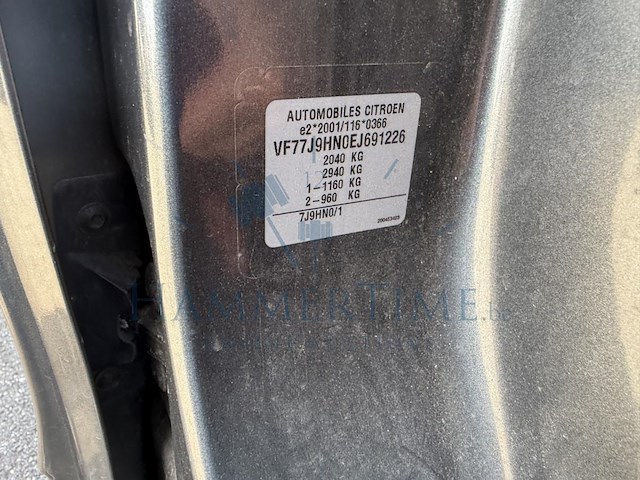 AUTOMOBILES CITROEN
e2*2001/116*0366
VF77J9HN0EJ691226
2040 KG
2940 KG
1-1160 KG
2-960 KG
7J9HN0/1
HAMMERTIME.BE